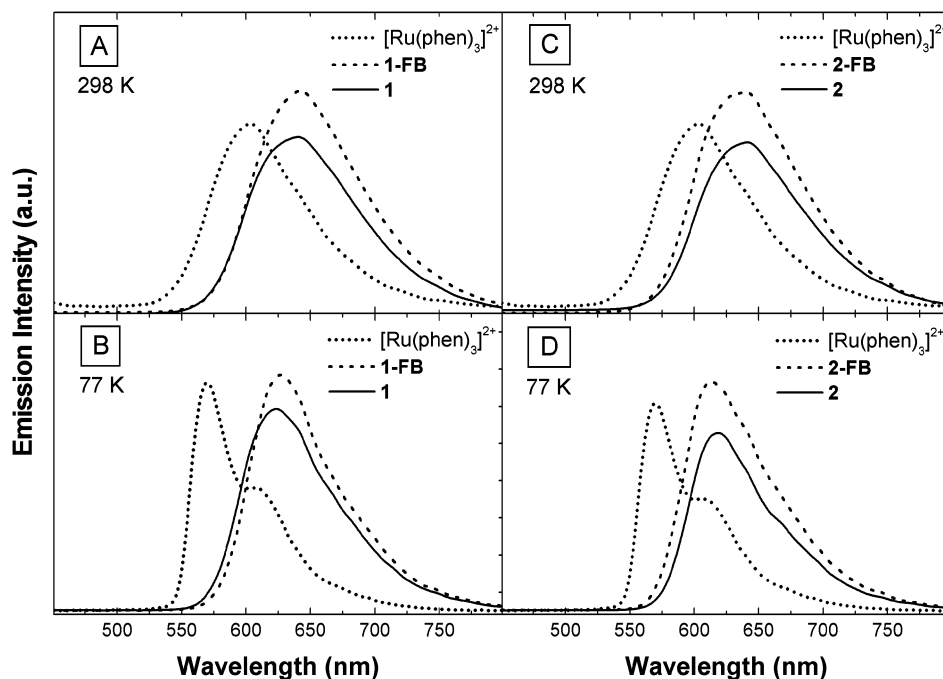 A
298 K
[Ru(phen)₃]²⁺
1-FB
1
C
298 K
[Ru(phen)₃]²⁺
2-FB
2
B
77 K
[Ru(phen)₃]²⁺
1-FB
1
D
77 K
[Ru(phen)₃]²⁺
2-FB
2
Emission Intensity (a.u.)
500 550 600 650 700 750
500 550 600 650 700 750
Wavelength (nm)
Wavelength (nm)